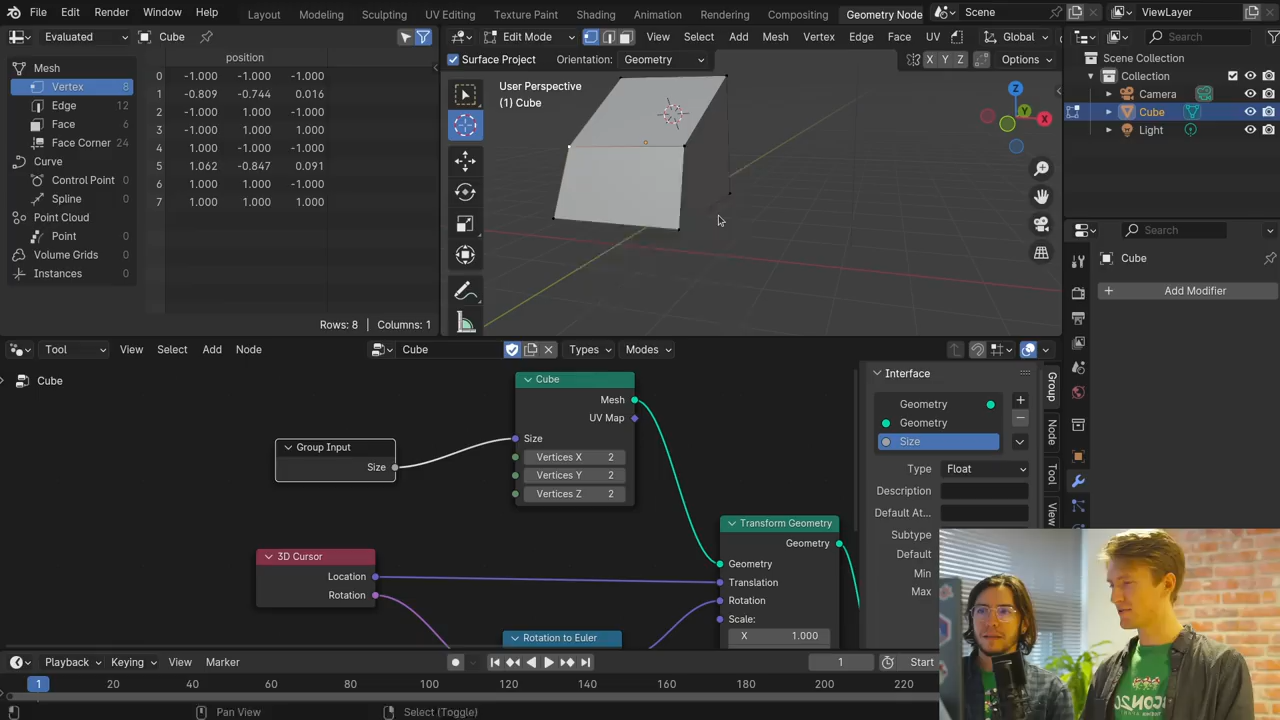 File Edit Render Window Help Layout Modeling Sculpting UV Editing Texture Paint Shading Animation Rendering Compositing Geometry Node Scene ViewLayer
Evaluated Cube Edit Mode View Select Add Mesh Vertex Edge Face UV Global Search
position
Surface Project Orientation: Geometry X Y Z Options
Scene Collection
Collection
Camera
Cube
Light
Mesh
Vertex 8
Edge 12
Face 6
Face Corner 24
Curve
Control Point 0
Spline 0
Point Cloud
Point 0
Volume Grids 0
Instances 0
0 -1.000 -1.000 -1.000
1 -0.809 -0.744 0.016
2 -1.000 1.000 -1.000
3 -1.000 1.000 1.000
4 1.000 -1.000 -1.000
5 1.062 -0.847 0.091
6 1.000 1.000 -1.000
7 1.000 1.000 1.000
Rows: 8 Columns: 1
User Perspective
(1) Cube
Z
Y
X
Search
Cube
+ Add Modifier
Tool View Select Add Node Cube Types Modes
Cube
Cube
Mesh
UV Map
Size
Vertices X 2
Vertices Y 2
Vertices Z 2
Group Input
Size
3D Cursor
Location
Rotation
Rotation to Euler
Transform Geometry
Geometry
Geometry
Translation
Rotation
Scale:
X 1.000
Interface
Geometry
Geometry
Size
Type Float
Description
Default At...
Subtype
Default
Min
Max
Group
Node
Tool
View
Playback Keying View Marker 1 Start
1 20 40 60 80 100 120 140 160 180 200 220
Pan View Select (Toggle)